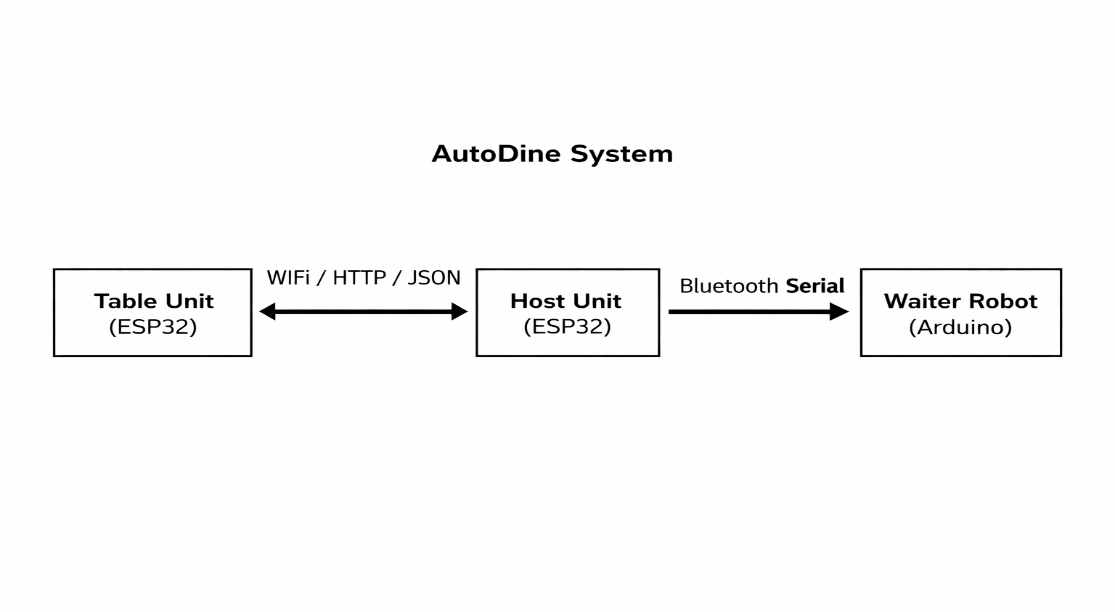 AutoDine System
WIFi / HTTP / JSON
Bluetooth Serial
Table Unit
(ESP32)
Host Unit
(ESP32)
Waiter Robot
(Arduino)